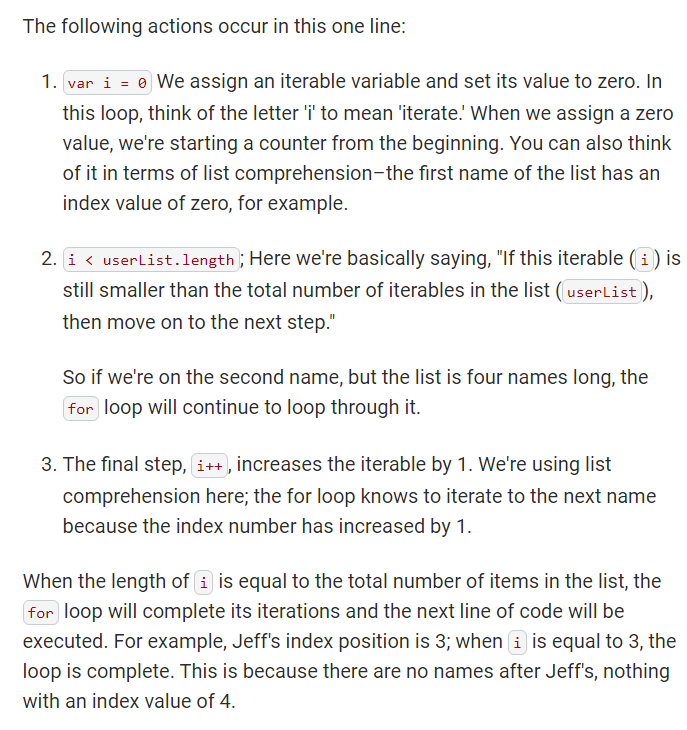 The following actions occur in this one line:
1. var i = 0 We assign an iterable variable and set its value to zero. In
this loop, think of the letter 'i' to mean 'iterate.' When we assign a zero
value, we're starting a counter from the beginning. You can also think
of it in terms of list comprehension–the first name of the list has an
index value of zero, for example.
2. i < userList.length; Here we're basically saying, "If this iterable (i) is
still smaller than the total number of iterables in the list (userList),
then move on to the next step."
So if we're on the second name, but the list is four names long, the
for loop will continue to loop through it.
3. The final step, i++, increases the iterable by 1. We're using list
comprehension here; the for loop knows to iterate to the next name
because the index number has increased by 1.
When the length of i is equal to the total number of items in the list, the
for loop will complete its iterations and the next line of code will be
executed. For example, Jeff's index position is 3; when i is equal to 3, the
loop is complete. This is because there are no names after Jeff's, nothing
with an index value of 4.